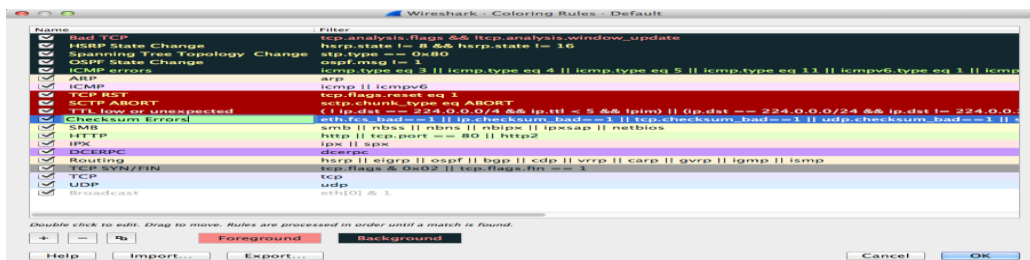 Wireshark · Coloring Rules · Default
Name Filter
Bad TCP tcp.analysis.flags && !tcp.analysis.window_update
HSRP State Change hsrp.state != 8 && hsrp.state != 16
Spanning Tree Topology Change stp.type == 0x80
OSPF State Change ospf.msg != 1
ICMP errors icmp.type eq 3 || icmp.type eq 4 || icmp.type eq 5 || icmp.type eq 11 || icmpv6.type eq 1 || icmp
ARP arp
ICMP icmp || icmpv6
TCP RST tcp.flags.reset eq 1
SCTP ABORT sctp.chunk_type eq ABORT
TTL low or unexpected ( ! ip.dst == 224.0.0.0/4 && ip.ttl < 5 && !pim) || (ip.dst == 224.0.0.0/24 && ip.dst != 224.0.0.
Checksum Errors eth.fcs_bad==1 || ip.checksum_bad==1 || tcp.checksum_bad==1 || udp.checksum_bad==1 ||
SMB smb || nbss || nbns || nbipx || ipxsap || netbios
HTTP http || tcp.port == 80 || http2
IPX ipx || spx
DCERPC dcerpc
Routing hsrp || eigrp || ospf || bgp || cdp || vrrp || carp || gvrp || igmp || ismp
TCP SYN/FIN tcp.flags & 0x02 || tcp.flags.fin == 1
TCP tcp
UDP udp
Broadcast eth[0] & 1
Double click to edit. Drag to move. Rules are processed in order until a match is found.
+ − Foreground Background
Help Import... Export... Cancel OK